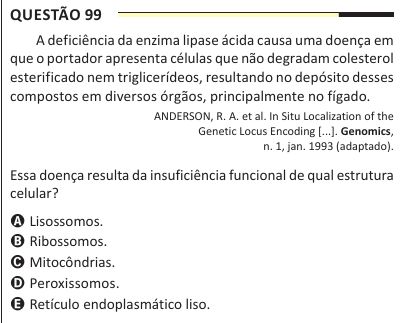 QUESTÃO 99
A deficiência da enzima lipase ácida causa uma doença em
que o portador apresenta células que não degradam colesterol
esterificado nem triglicerídeos, resultando no depósito desses
compostos em diversos órgãos, principalmente no fígado.
ANDERSON, R. A. et al. In Situ Localization of the
Genetic Locus Encoding [...]. Genomics,
n. 1, jan. 1993 (adaptado).
Essa doença resulta da insuficiência funcional de qual estrutura
celular?
A Lisossomos.
B Ribossomos.
C Mitocôndrias.
D Peroxissomos.
E Retículo endoplasmático liso.